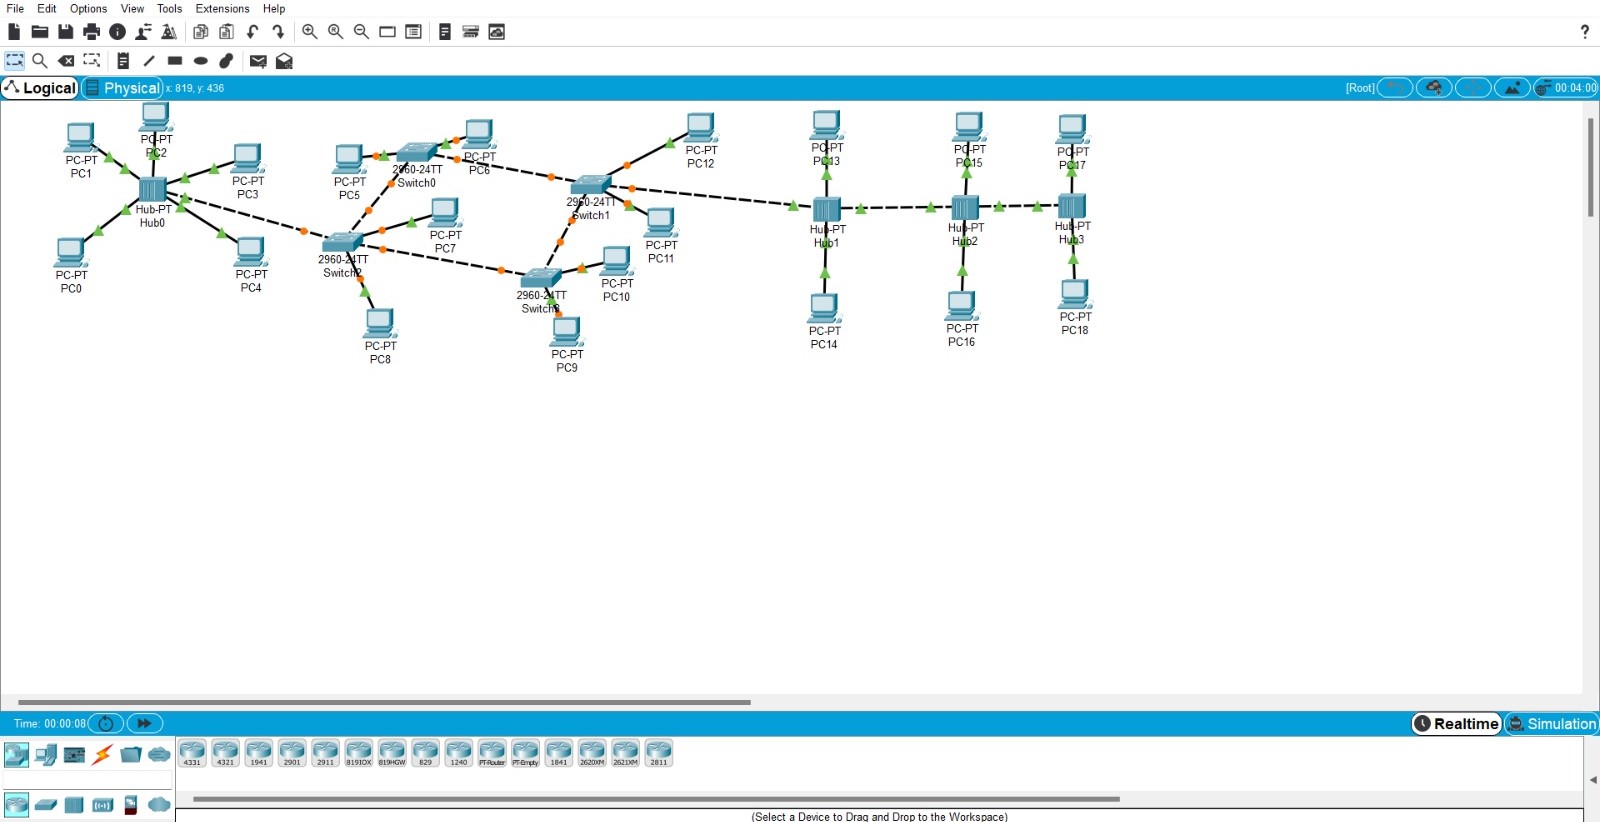 File Edit Options View Tools Extensions Help
?
Logical
Physical
x: 819, y: 436
[Root]
00:04:00
PC-PT
PC1
PC-PT
PC2
PC-PT
PC3
Hub-PT
Hub0
PC-PT
PC0
PC-PT
PC4
PC-PT
PC5
2960-24TT
Switch0
PC-PT
PC6
PC-PT
PC7
2960-24TT
Switch2
PC-PT
PC8
2960-24TT
Switch1
PC-PT
PC12
PC-PT
PC11
PC-PT
PC10
2960-24TT
PC-PT
PC9
PC-PT
PC13
Hub-PT
Hub1
PC-PT
PC14
PC-PT
PC15
Hub-PT
Hub2
PC-PT
PC16
PC-PT
PC17
Hub-PT
Hub3
PC-PT
PC18
Time: 00:00:08
Realtime
Simulation
4331 4321 1941 2901 2911 819IOX 819HGW 829 1240 PT-Router PT-Empty 1841 2620XM 2621XM 2811
(Select a Device to Drag and Drop to the Workspace)